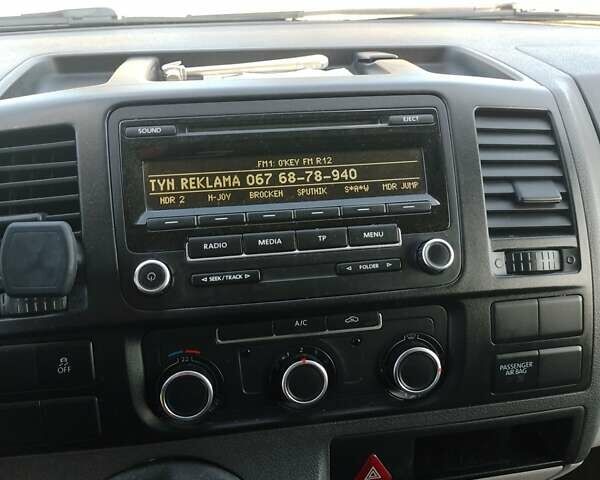 SOUND
EJECT
FM1: O'KEY FM R12
TYN REKLAMA 067 68-78-940
MDR 2 H-JOY BROCKEN SPUTNIK S*A*W MDR JUMP
RADIO MEDIA TP MENU
SEEK / TRACK
FOLDER
A/C
OFF
PASSENGER
AIR BAG